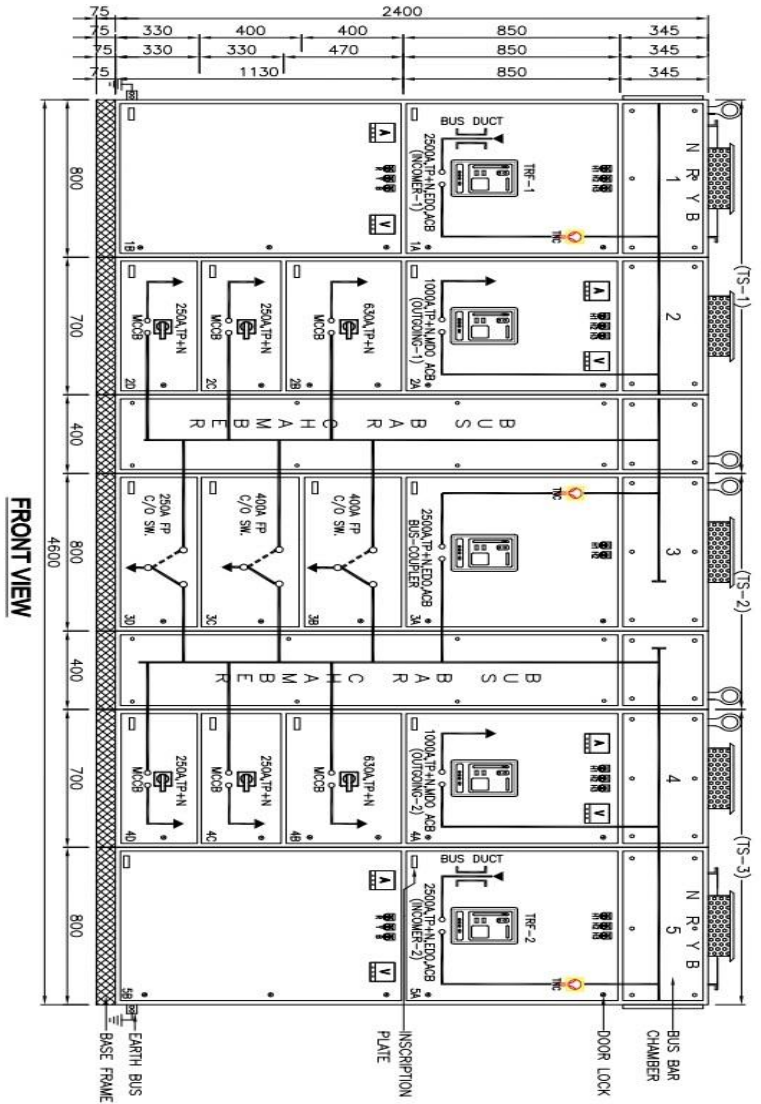 (TS-1)
(TS-2)
(TS-3)
N R Y B
1
2
3
4
N R Y B
5
BUS BAR
CHAMBER
DOOR LOCK
INSCRIPTION
PLATE
EARTH BUS
BASE FRAME
2400
75
345
850
400
400
330
75
345
850
470
330
330
75
345
850
1130
75
TRF-1
BUS DUCT
TNC
2500A,TP+N,EDO,ACB
(INCOMER-1)
1A
A
V
R Y B
1B
A
V
1000A,TP+N,MDO ACB
(OUTGOING-1)
2A
630A,TP+N
MCCB
2B
250A,TP+N
MCCB
2C
250A,TP+N
MCCB
2D
BUS BAR CHAMBER
TNC
2500A,TP+N,EDO,ACB
BUS-COUPLER
3A
400A FP
C/O SW.
3B
400A FP
C/O SW.
3C
250A FP
C/O SW.
3D
BUS BAR CHAMBER
A
V
1000A,TP+N,MDO ACB
(OUTGOING-2)
4A
630A,TP+N
MCCB
4B
250A,TP+N
MCCB
4C
250A,TP+N
MCCB
4D
TRF-2
BUS DUCT
TNC
2500A,TP+N,EDO,ACB
(INCOMER-2)
5A
A
V
R Y B
5B
800
700
400
800
400
700
800
4600
FRONT VIEW